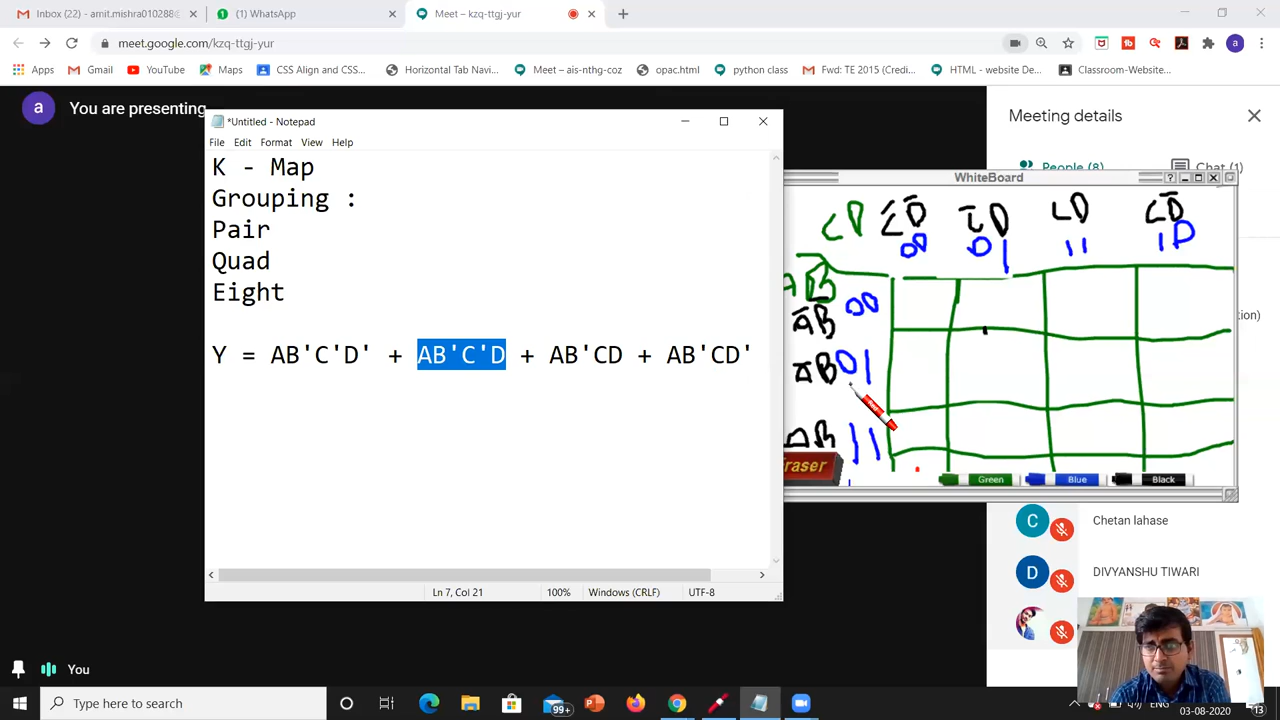 Inbox (22) - amit.mishra010288@
(1) WhatsApp
Meet – kzq-ttgj-yur
meet.google.com/kzq-ttgj-yur
a
Apps
Gmail
YouTube
Maps
CSS Align and CSS...
Horizontal Tab Navi...
Meet – ais-nthg-coz
opac.html
python class
Fwd: TE 2015 (Credi...
HTML - website De...
Classroom-Website...
a You are presenting
Meeting details
People (8)
Chat (1)
*Untitled - Notepad
File Edit Format View Help
K - Map
Grouping :
Pair
Quad
Eight
Y = AB'C'D' + AB'C'D + AB'CD + AB'CD'
Ln 7, Col 21 100% Windows (CRLF) UTF-8
WhiteBoard
CD C̅D̅ C̅D CD CD̅
00 01 11 10
AB
A̅B̅ 00
A̅B 01
AB 11
Eraser
Green Blue Black
ation)
C Chetan lahase
D DIVYANSHU TIWARI
You
Type here to search
99+
ENG
03-08-2020
13